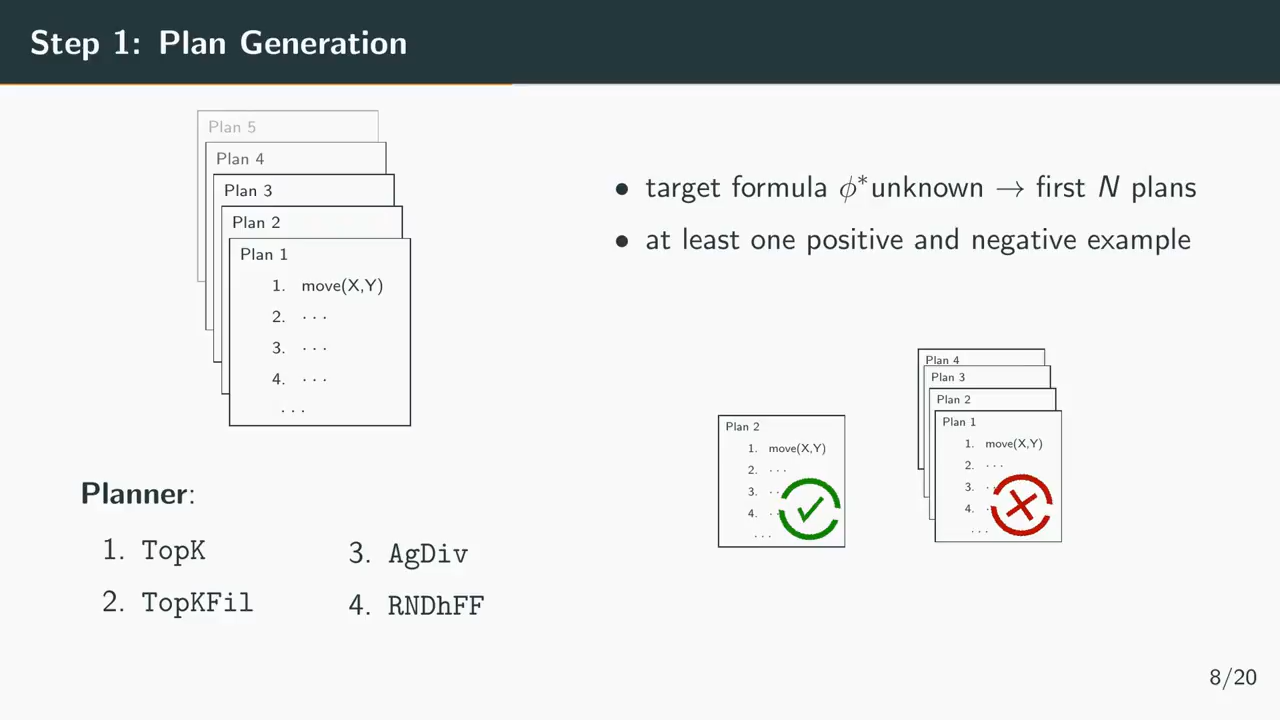 Step 1: Plan Generation
Plan 5
Plan 4
Plan 3
Plan 2
Plan 1
1. move(X,Y)
2. · · ·
3. · · ·
4. · · ·
· · ·
Planner:
1. TopK
2. TopKFil
3. AgDiv
4. RNDhFF
• target formula ϕ*unknown → first N plans
• at least one positive and negative example
Plan 2
1. move(X,Y)
2. · · ·
3. · ·
4. · ·
· · ·
Plan 4
Plan 3
Plan 2
Plan 1
1. move(X,Y)
2. · · ·
3. ·
4. ·
· · ·
8/20